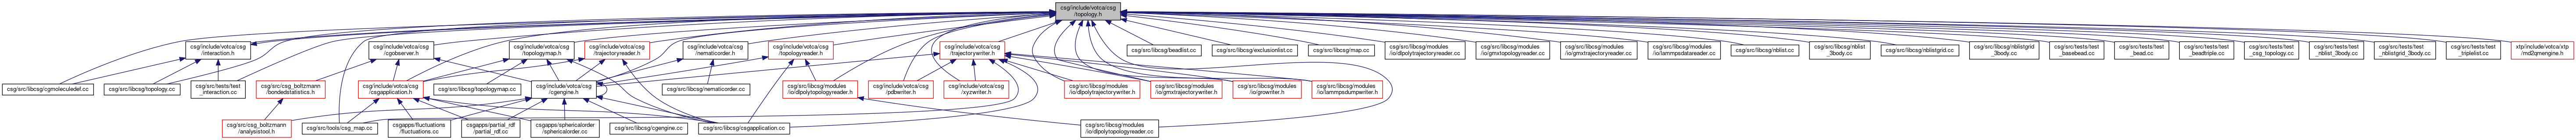 csg/include/votca/csg
/topology.h
csg/include/votca/csg
/interaction.h
csg/include/votca/csg
/cgobserver.h
csg/include/votca/csg
/topologymap.h
csg/include/votca/csg
/trajectoryreader.h
csg/include/votca/csg
/nematicorder.h
csg/include/votca/csg
/topologyreader.h
csg/include/votca/csg
/trajectorywriter.h
csg/src/libcsg/beadlist.cc
csg/src/libcsg/exclusionlist.cc
csg/src/libcsg/map.cc
csg/src/libcsg/modules
/io/dlpolytrajectoryreader.cc
csg/src/libcsg/modules
/io/gmxtopologyreader.cc
csg/src/libcsg/modules
/io/gmxtrajectoryreader.cc
csg/src/libcsg/modules
/io/lammpsdatareader.cc
csg/src/libcsg/nblist.cc
csg/src/libcsg/nblist
_3body.cc
csg/src/libcsg/nblistgrid.cc
csg/src/libcsg/nblistgrid
_3body.cc
csg/src/tests/test
_basebead.cc
csg/src/tests/test
_bead.cc
csg/src/tests/test
_beadtriple.cc
csg/src/tests/test
_csg_topology.cc
csg/src/tests/test
_nblist_3body.cc
csg/src/tests/test
_nblistgrid_3body.cc
csg/src/tests/test
_triplelist.cc
xtp/include/votca/xtp
/md2qmengine.h
csg/src/libcsg/cgmoleculedef.cc
csg/src/libcsg/topology.cc
csg/src/tests/test
_interaction.cc
csg/src/csg_boltzmann
/bondedstatistics.h
csg/include/votca/csg
/csgapplication.h
csg/src/libcsg/topologymap.cc
csg/include/votca/csg
/cgengine.h
csg/src/libcsg/nematicorder.cc
csg/src/libcsg/modules
/io/dlpolytopologyreader.h
csg/include/votca/csg
/pdbwriter.h
csg/include/votca/csg
/xyzwriter.h
csg/src/libcsg/modules
/io/dlpolytrajectorywriter.h
csg/src/libcsg/modules
/io/gmxtrajectorywriter.h
csg/src/libcsg/modules
/io/growriter.h
csg/src/libcsg/modules
/io/lammpsdumpwriter.h
csg/src/csg_boltzmann
/analysistool.h
csg/src/tools/csg_map.cc
csgapps/fluctuations
/fluctuations.cc
csgapps/partial_rdf
/partial_rdf.cc
csgapps/sphericalorder
/sphericalorder.cc
csg/src/libcsg/cgengine.cc
csg/src/libcsg/csgapplication.cc
csg/src/libcsg/modules
/io/dlpolytopologyreader.cc